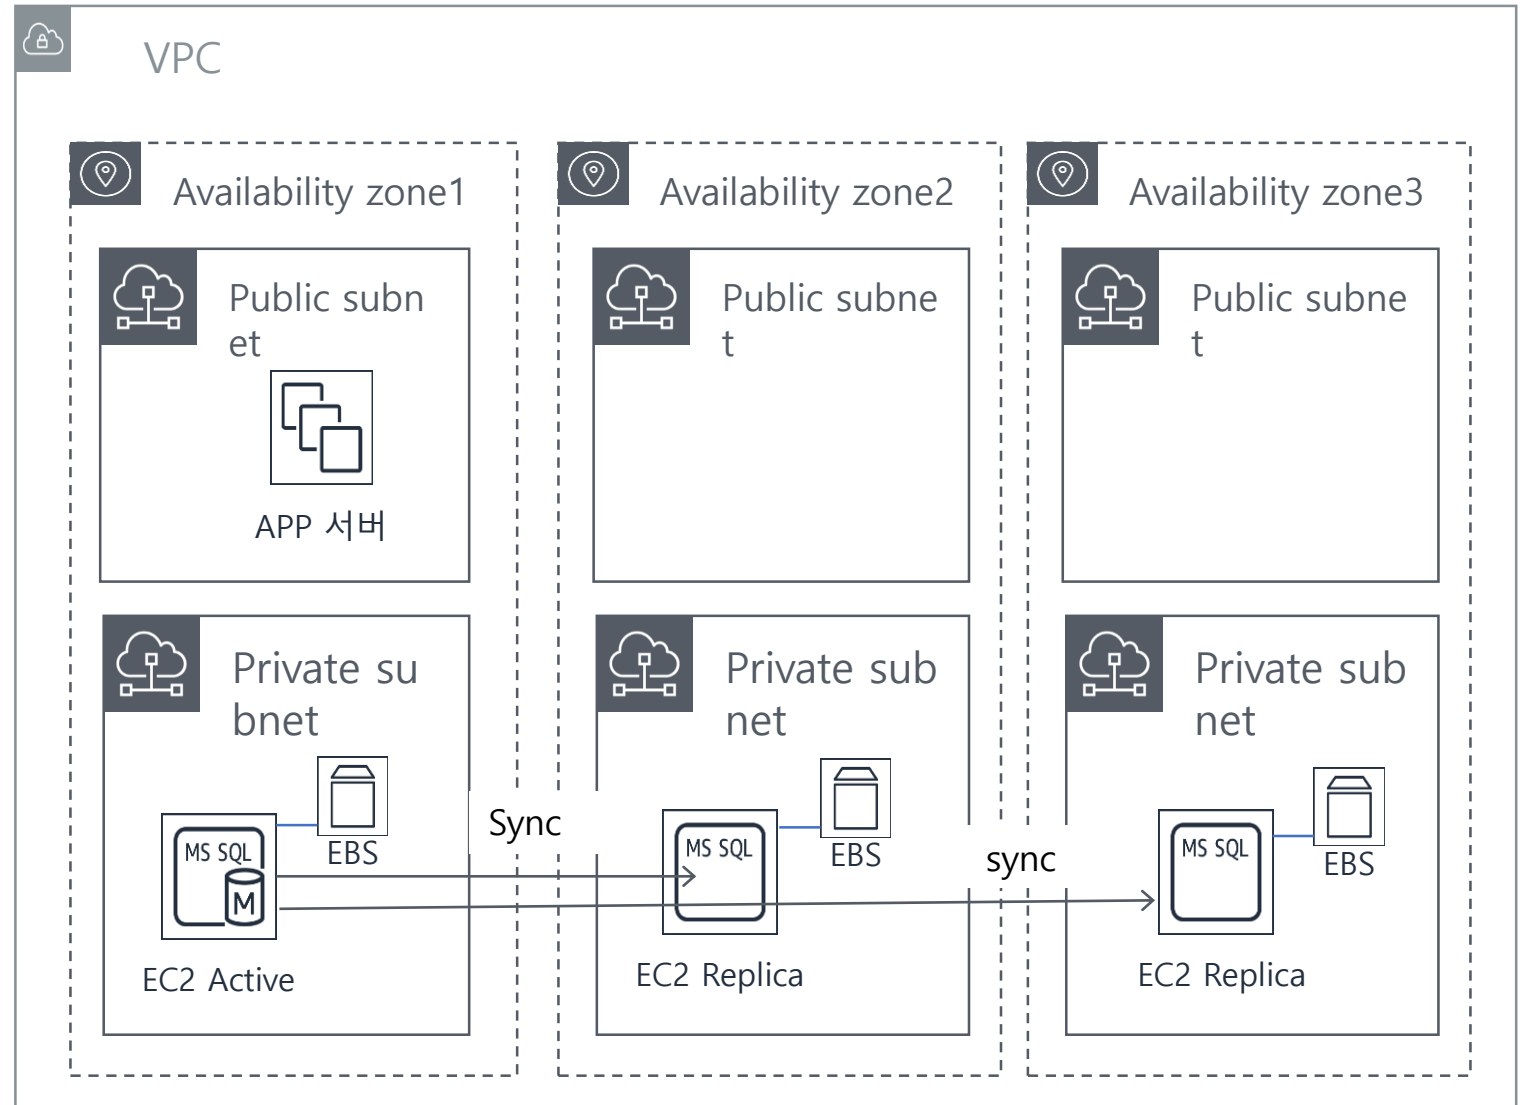 VPC
Availability zone1
Availability zone2
Availability zone3
Public subn
et
Public subne
t
Public subne
t
APP 서버
Private su
bnet
Private sub
net
Private sub
net
Sync
sync
MS SQL
M
EBS
MS SQL
EBS
MS SQL
EBS
EC2 Active
EC2 Replica
EC2 Replica